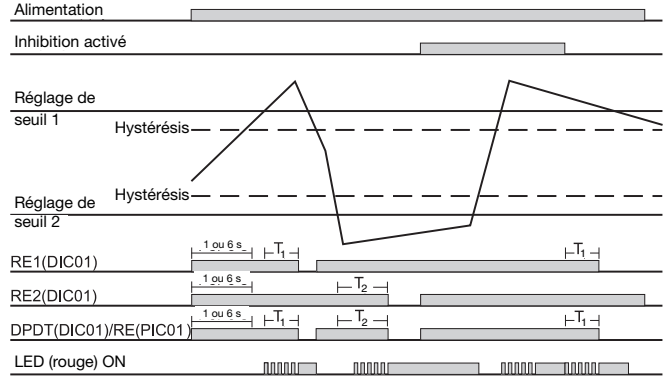 Alimentation
Inhibition activé
Réglage de
seuil 1
Hystérésis
Hystérésis
Réglage de
seuil 2
1 ou 6 s
T1
T1
RE1(DIC01)
1 ou 6 s
T2
RE2(DIC01)
1 ou 6 s
T1
T2
T1
DPDT(DIC01)/RE(PIC01)
LED (rouge) ON